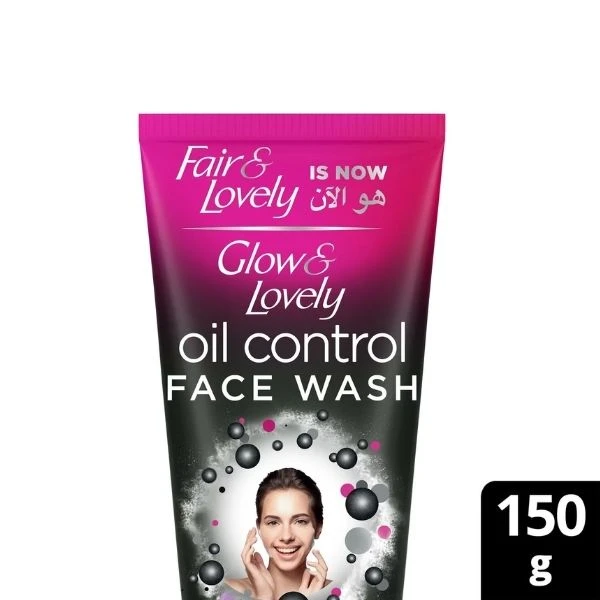 Fair & IS NOW
Lovely هو الآن
Glow &
Lovely
oil control
FACE WASH
150
g